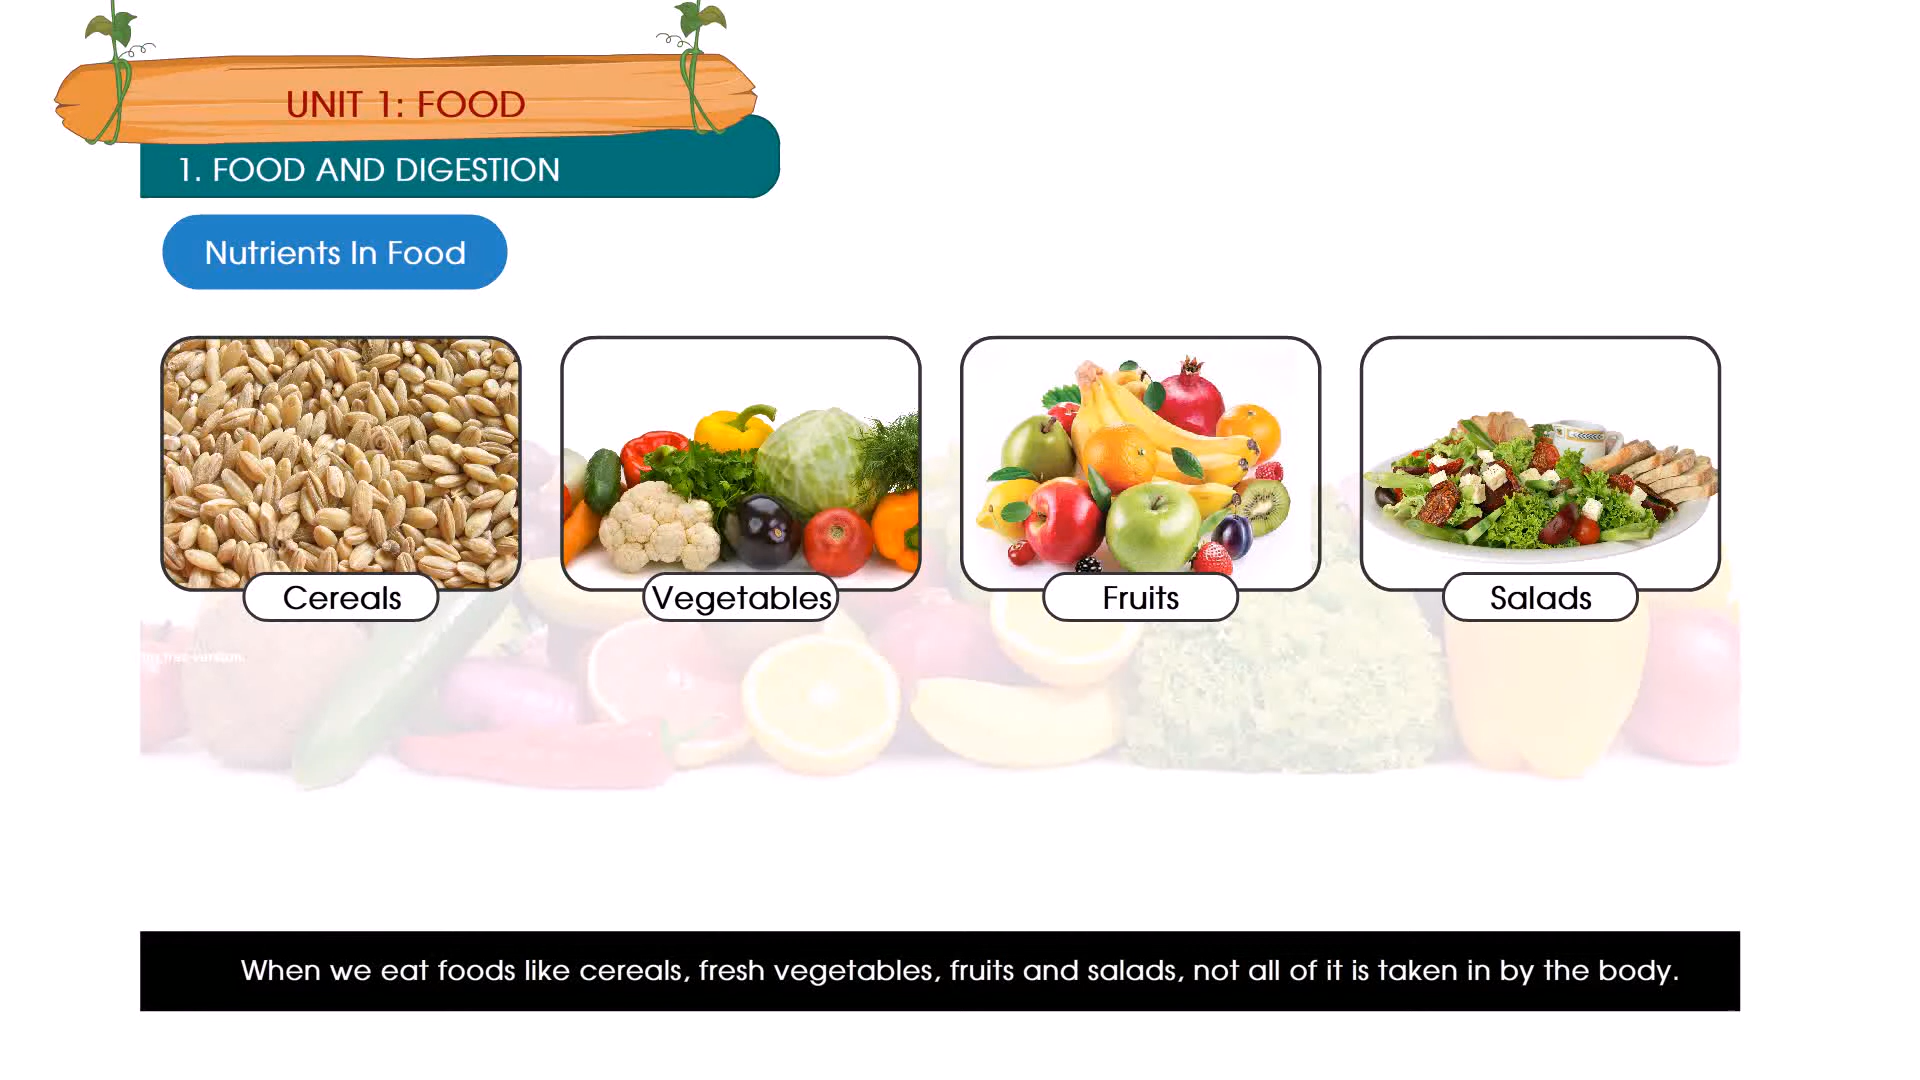 UNIT 1: FOOD
1. FOOD AND DIGESTION
Nutrients In Food
Cereals
Vegetables
Fruits
Salads
When we eat foods like cereals, fresh vegetables, fruits and salads, not all of it is taken in by the body.